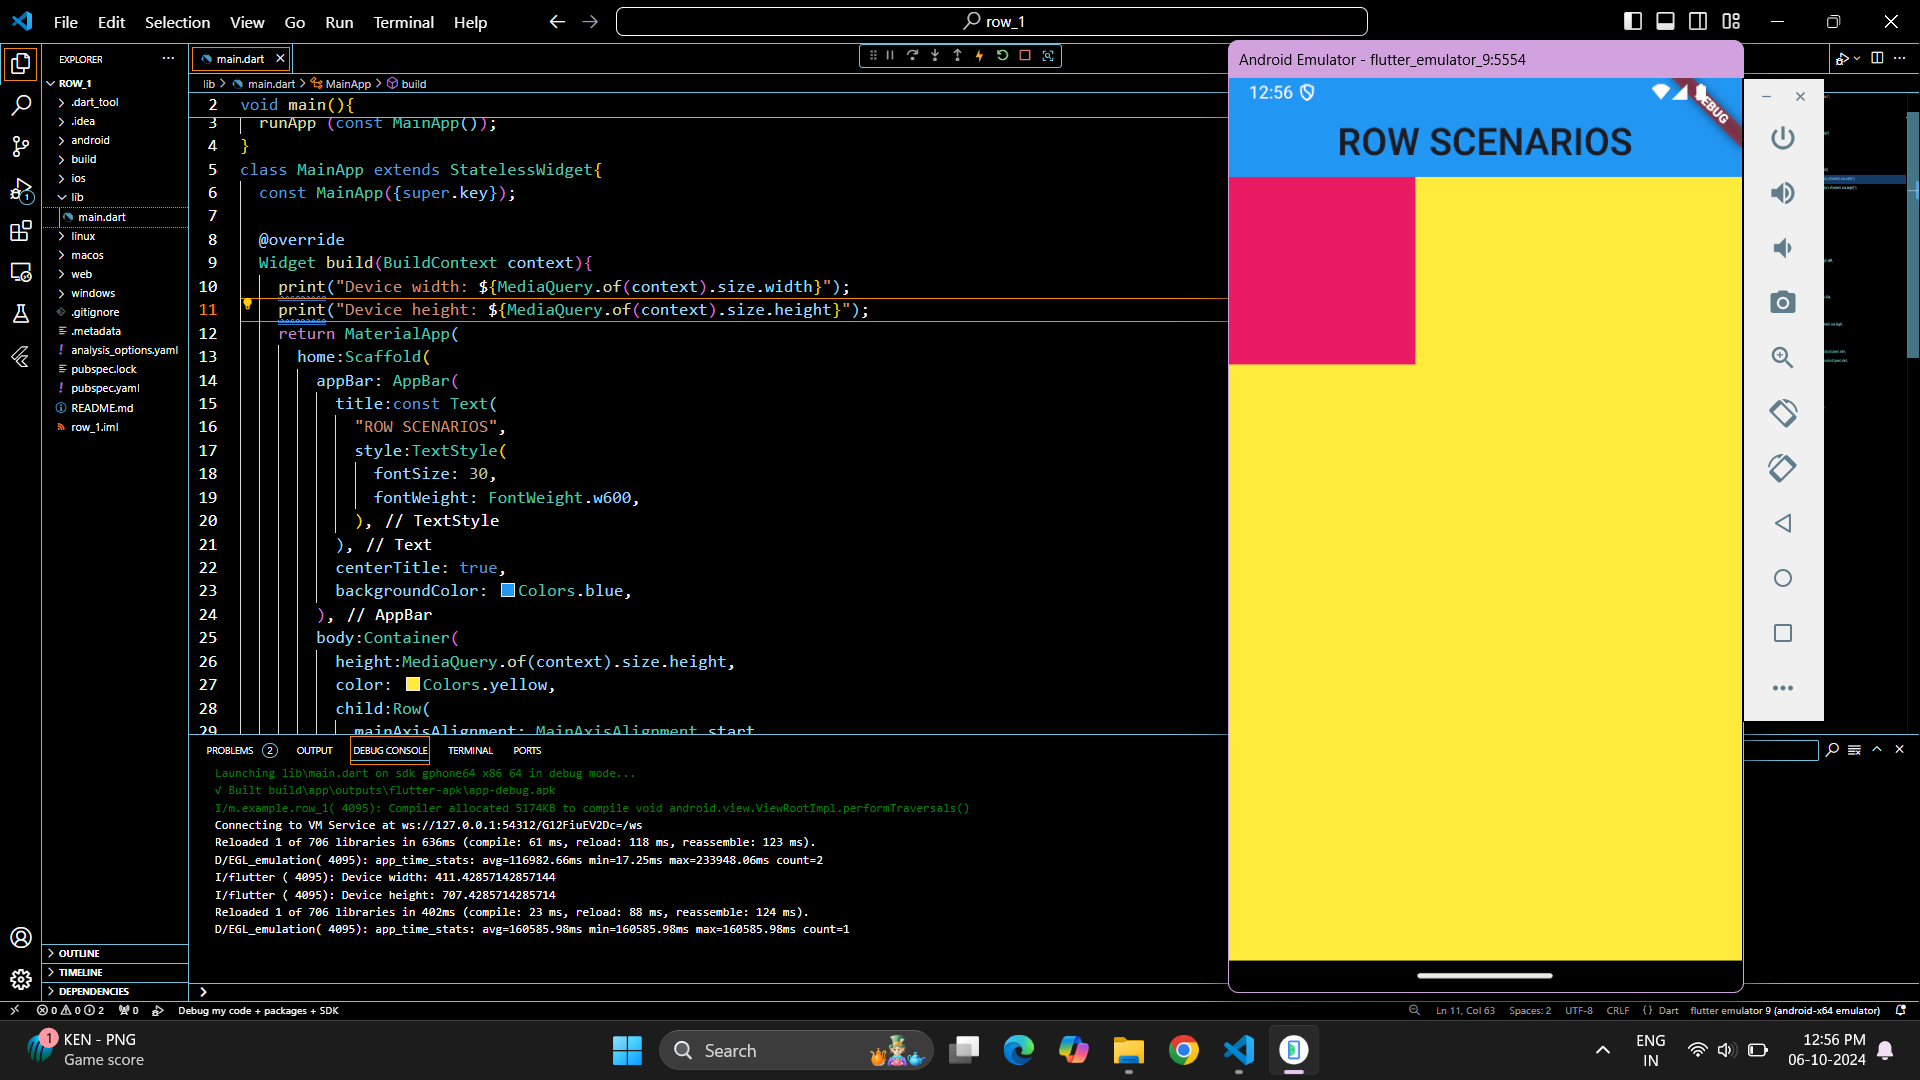 File Edit Selection View Go Run Terminal Help
row_1
EXPLORER
ROW_1
.dart_tool
.idea
android
build
ios
lib
main.dart
linux
macos
web
windows
.gitignore
.metadata
analysis_options.yaml
pubspec.lock
pubspec.yaml
README.md
row_1.iml
OUTLINE
TIMELINE
DEPENDENCIES
main.dart
lib > main.dart > MainApp > build
2 void main(){
3 runApp (const MainApp());
4 }
5 class MainApp extends StatelessWidget{
6 const MainApp({super.key});
7
8 @override
9 Widget build(BuildContext context){
10 print("Device width: ${MediaQuery.of(context).size.width}");
11 print("Device height: ${MediaQuery.of(context).size.height}");
12 return MaterialApp(
13 home:Scaffold(
14 appBar: AppBar(
15 title:const Text(
16 "ROW SCENARIOS",
17 style:TextStyle(
18 fontSize: 30,
19 fontWeight: FontWeight.w600,
20 ), // TextStyle
21 ), // Text
22 centerTitle: true,
23 backgroundColor: Colors.blue,
24 ), // AppBar
25 body:Container(
26 height:MediaQuery.of(context).size.height,
27 color: Colors.yellow,
28 child:Row(
29 mainAxisAlignment: MainAxisAlignment.start
PROBLEMS 2 OUTPUT DEBUG CONSOLE TERMINAL PORTS
Launching lib\main.dart on sdk gphone64 x86 64 in debug mode...
√ Built build\app\outputs\flutter-apk\app-debug.apk
I/m.example.row_1( 4095): Compiler allocated 5174KB to compile void android.view.ViewRootImpl.performTraversals()
Connecting to VM Service at ws://127.0.0.1:54312/G12FiuEV2Dc=/ws
Reloaded 1 of 706 libraries in 636ms (compile: 61 ms, reload: 118 ms, reassemble: 123 ms).
D/EGL_emulation( 4095): app_time_stats: avg=116982.66ms min=17.25ms max=233948.06ms count=2
I/flutter ( 4095): Device width: 411.42857142857144
I/flutter ( 4095): Device height: 707.4285714285714
Reloaded 1 of 706 libraries in 402ms (compile: 23 ms, reload: 88 ms, reassemble: 124 ms).
D/EGL_emulation( 4095): app_time_stats: avg=160585.98ms min=160585.98ms max=160585.98ms count=1
Android Emulator - flutter_emulator_9:5554
12:56
DEBUG
ROW SCENARIOS
0 0 2 0 Debug my code + packages + SDK
Ln 11, Col 63 Spaces: 2 UTF-8 CRLF {} Dart flutter emulator 9 (android-x64 emulator)
1
KEN - PNG
Game score
Search
ENG
IN
12:56 PM
06-10-2024